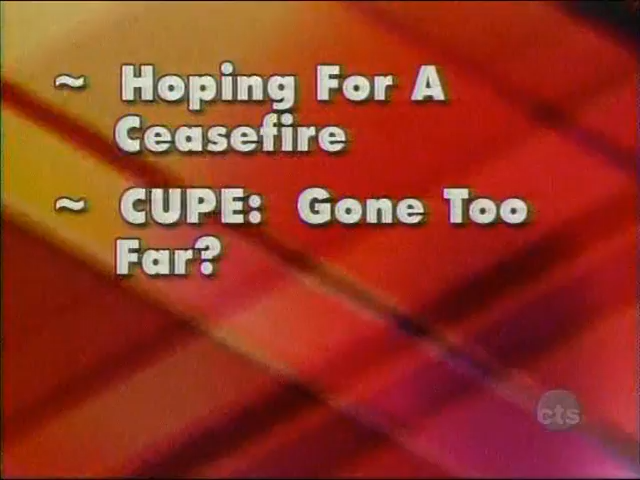 ~ Hoping For A
Ceasefire
~ CUPE: Gone Too
Far?
cts